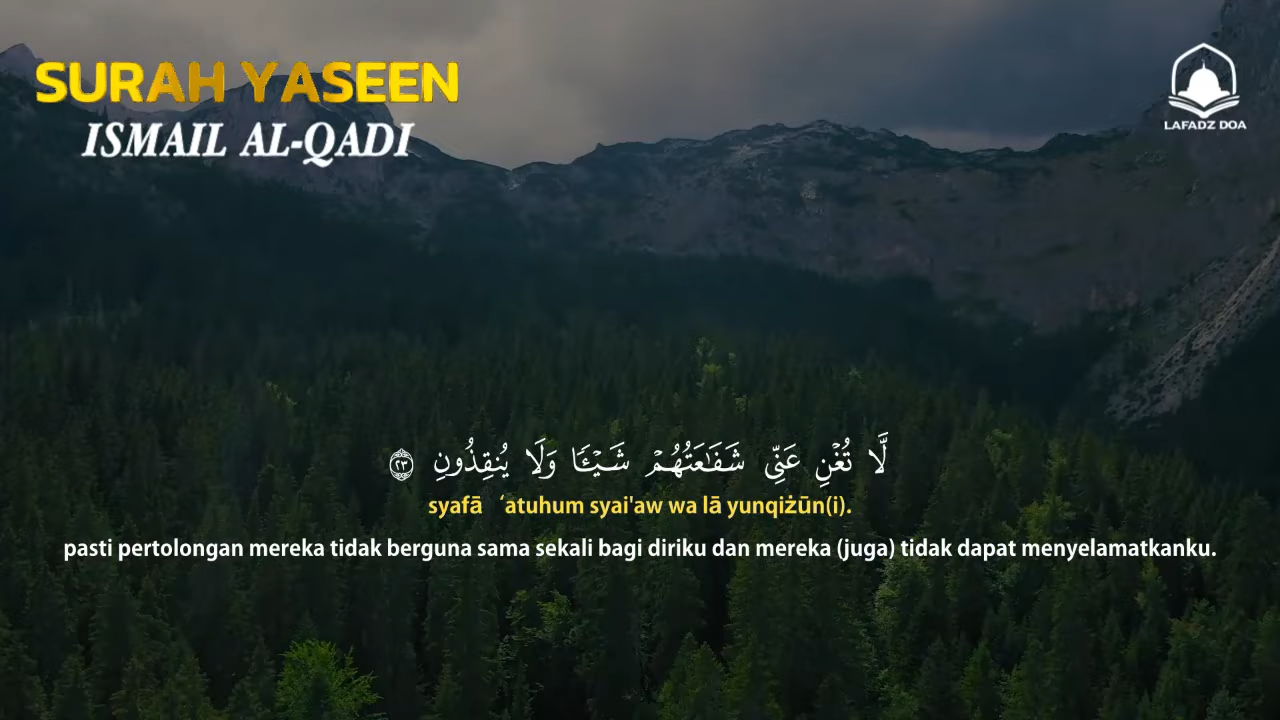 SURAH YASEEN
ISMAIL AL-QADI
LAFADZ DOA
لَّا تُغْنِ عَنِّى شَفَـٰعَتُهُمْ شَيْـًٔا وَلَا يُنقِذُونِ ٢٣
syafā ‘atuhum syai'aw wa lā yunqiżūn(i).
pasti pertolongan mereka tidak berguna sama sekali bagi diriku dan mereka (juga) tidak dapat menyelamatkanku.